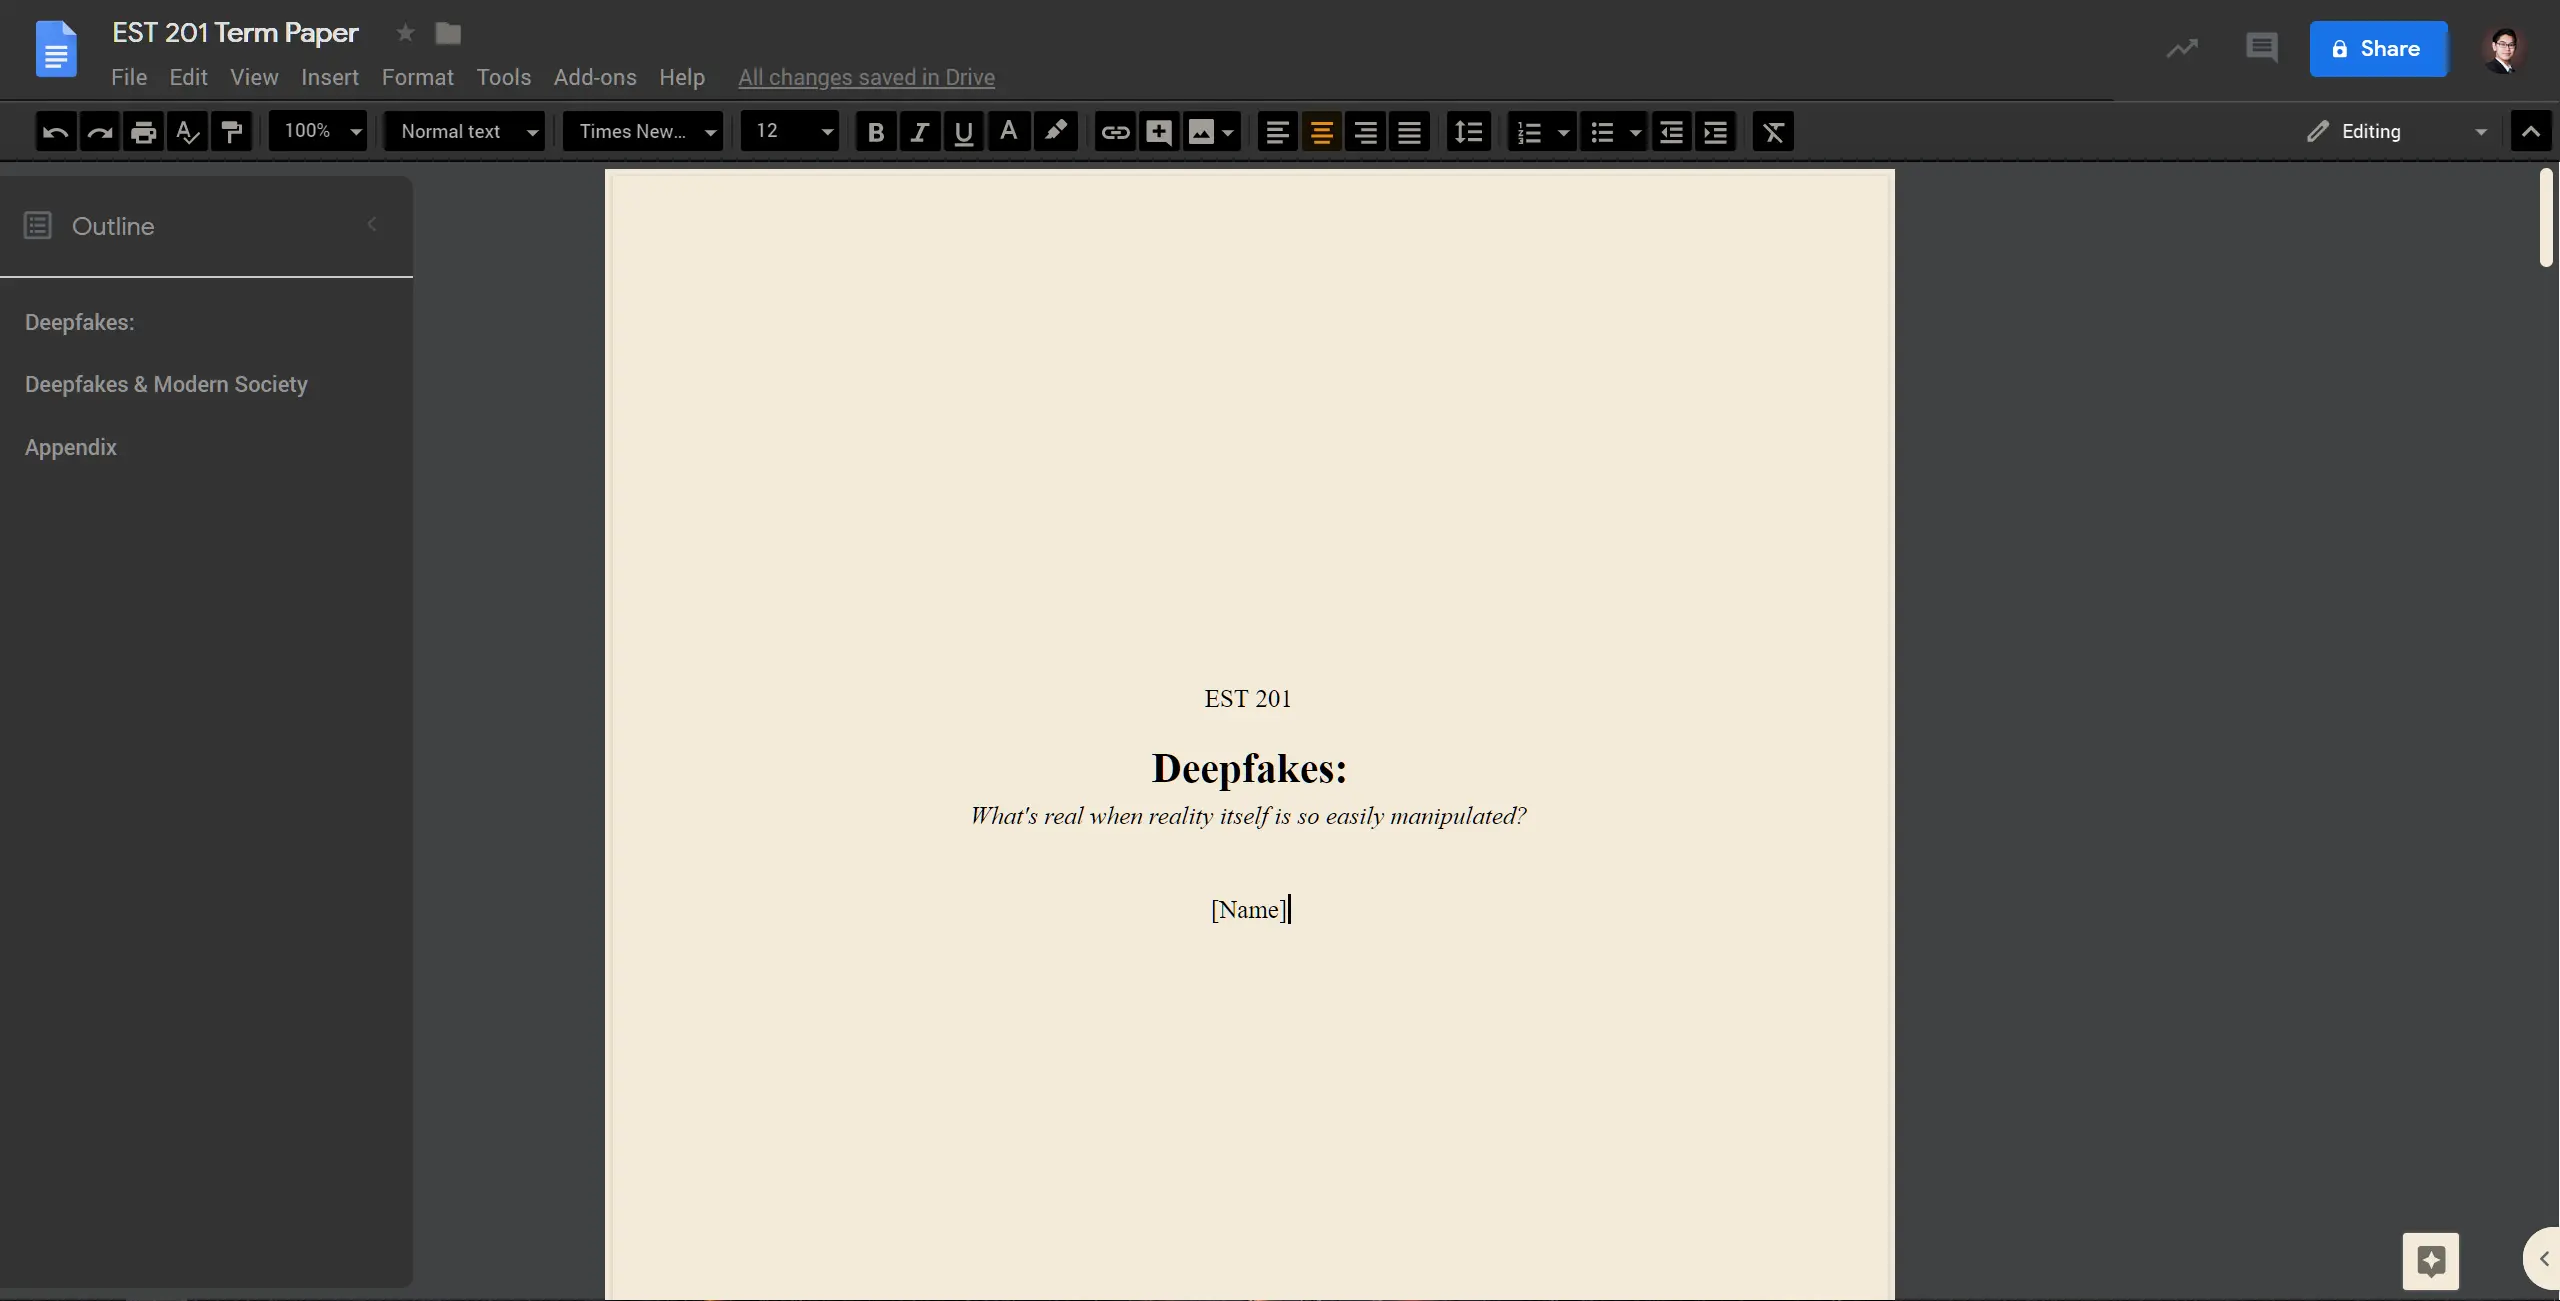 EST 201 Term Paper
File Edit View Insert Format Tools Add-ons Help All changes saved in Drive
Share
100% Normal text Times New... 12 B I U A
Editing
Outline
Deepfakes:
Deepfakes & Modern Society
Appendix
EST 201
Deepfakes:
What's real when reality itself is so easily manipulated?
[Name]